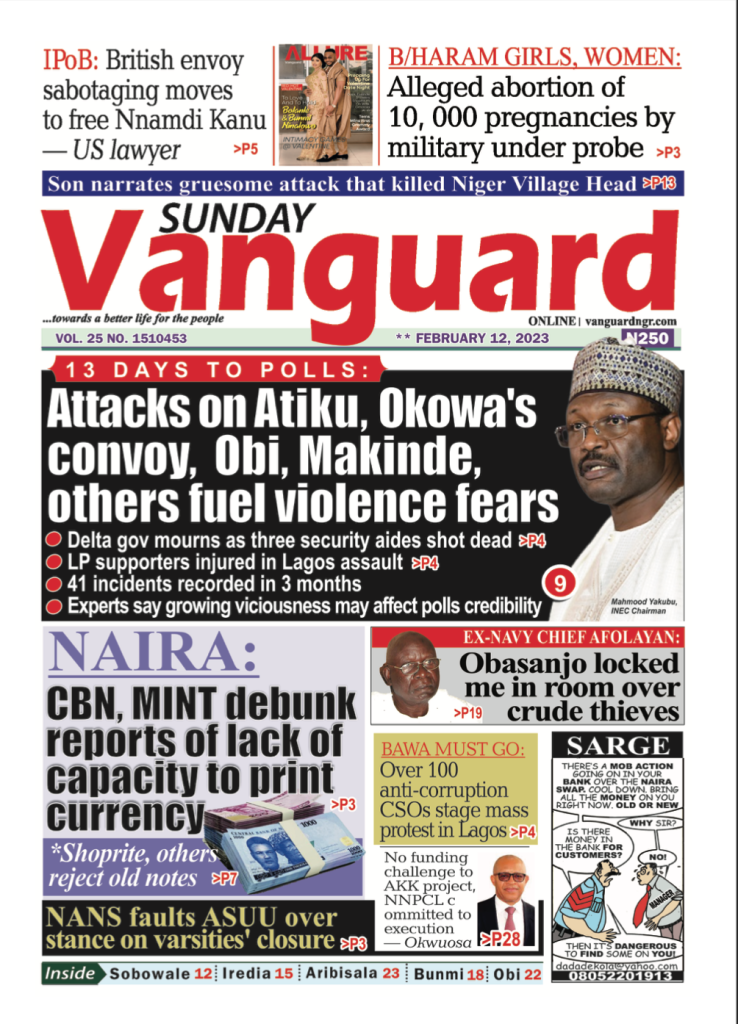 IPoB: British envoy
sabotaging moves
to free Nnamdi Kanu
— US lawyer >P5
ALLURE
B/HARAM GIRLS, WOMEN:
Alleged abortion of
10, 000 pregnancies by
military under probe >P3
Son narrates gruesome attack that killed Niger Village Head >P13
SUNDAY
Vanguard
...towards a better life for the people
ONLINE | vanguardngr.com
VOL. 25 NO. 1510453
** FEBRUARY 12, 2023
₦250
13 DAYS TO POLLS:
Attacks on Atiku, Okowa's
convoy, Obi, Makinde,
others fuel violence fears
Delta gov mourns as three security aides shot dead >P4
LP supporters injured in Lagos assault >P4
41 incidents recorded in 3 months
Experts say growing viciousness may affect polls credibility
9
Mahmood Yakubu,
INEC Chairman
NAIRA:
CBN, MINT debunk
reports of lack of
capacity to print
currency >P3
*Shoprite, others
reject old notes >P7
NANS faults ASUU over
stance on varsities' closure >P3
EX-NAVY CHIEF AFOLAYAN:
Obasanjo locked
me in room over
crude thieves
>P19
BAWA MUST GO:
Over 100
anti-corruption
CSOs stage mass
protest in Lagos >P4
No funding
challenge to
AKK project,
NNPCL c
ommitted to
execution
— Okwuosa >P.28
SARGE
THERE'S A MOB ACTION
GOING ON IN YOUR
BANK OVER THE NAIRA
SWAP. COOL DOWN, BRING
ALL THE MONEY ON YOU
RIGHT NOW. OLD OR NEW
WHY SIR?
IS THERE
MONEY IN
THE BANK FOR
CUSTOMERS?
NO!
MANAGER
THEN IT'S DANGEROUS
TO FIND SOME ON YOU!
dadadekola@yahoo.com
08052201913
Inside Sobowale 12 Iredia 15 Aribisala 23 Bunmi 18 Obi 22